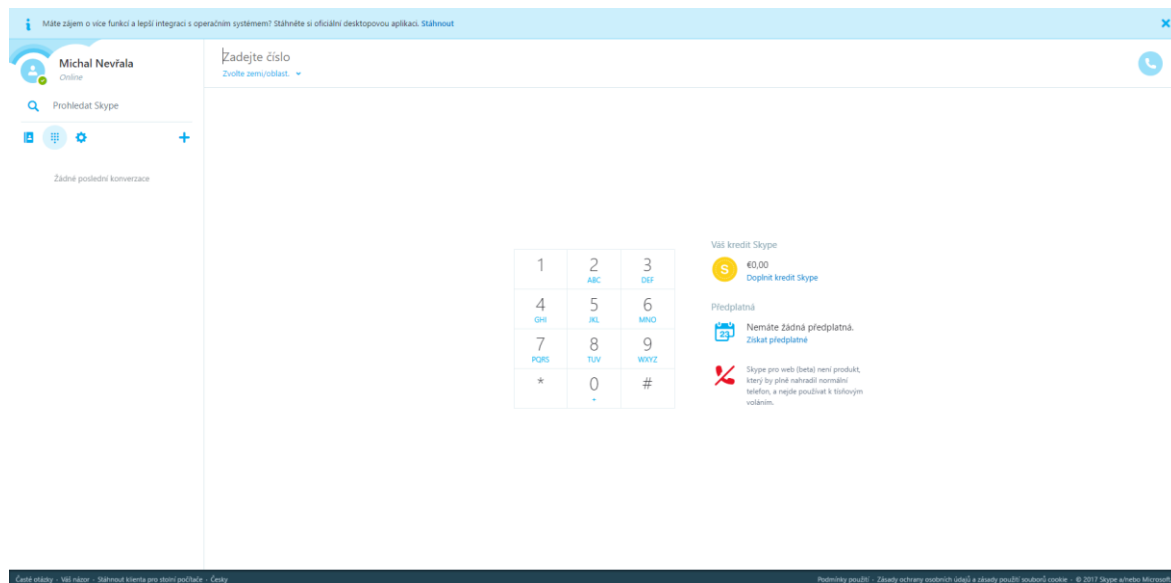 Máte zájem o více funkcí a lepší integraci s operačním systémem? Stáhněte si oficiální desktopovou aplikaci. Stáhnout
Michal Nevřala
Online
Prohledat Skype
Žádné poslední konverzace
Zadejte číslo
Zvolte zemi/oblast.
1
2
3
ABC
DEF
4
5
6
GHI
JKL
MNO
7
8
9
PQRS
TUV
WXYZ
*
0
#
Váš kredit Skype
S
€0,00
Doplnit kredit Skype
Předplatná
23
Nemáte žádná předplatná.
Získat předplatné
Skype pro web (beta) není produkt,
který by plně nahradil normální
telefon, a nejde používat k tísňovým
voláním.
Časté otázky - Váš názor - Stáhnout klienta pro stolní počítače - Česky
Podmínky použití - Zásady ochrany osobních údajů a zásady použití souborů cookie - © 2017 Skype a/nebo Microsoft